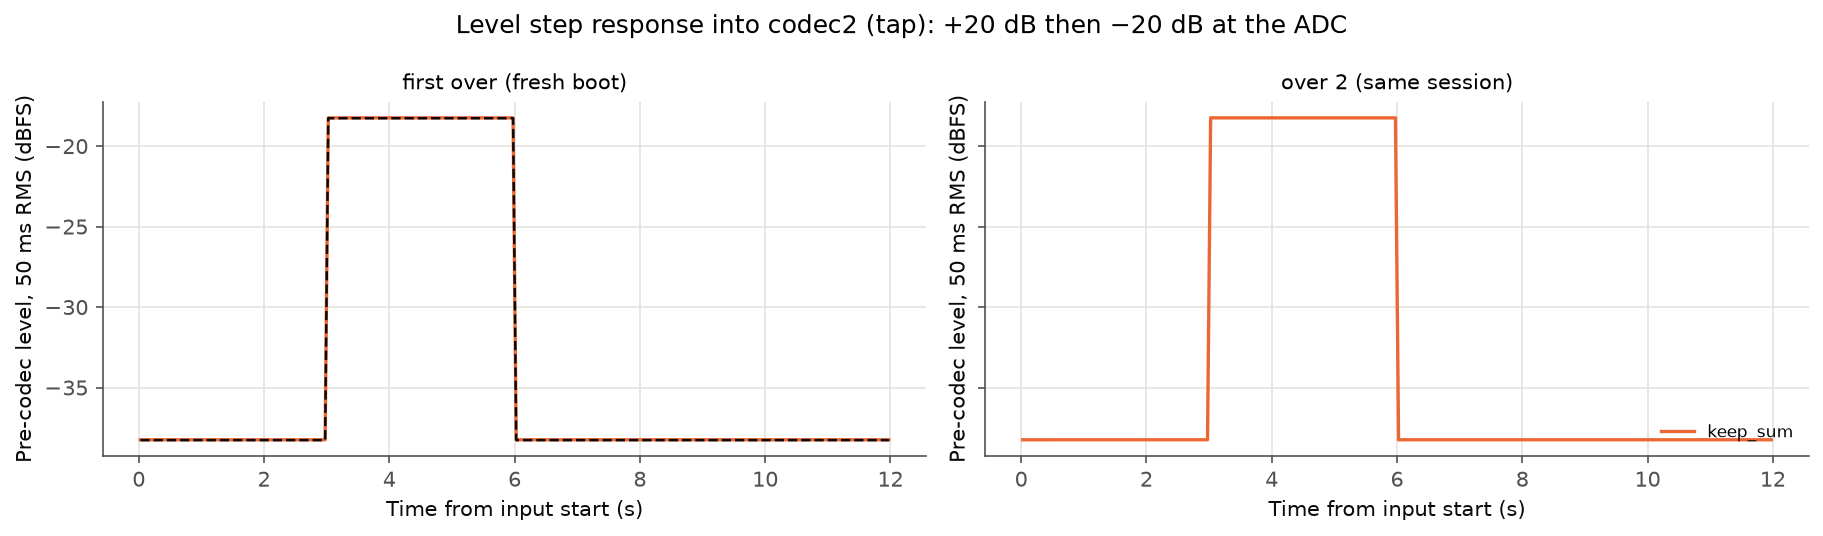 Level step response into codec2 (tap): +20 dB then −20 dB at the ADC
first over (fresh boot)
Pre-codec level, 50 ms RMS (dBFS)
−20
−25
−30
−35
0 2 4 6 8 10 12
Time from input start (s)
over 2 (same session)
Pre-codec level, 50 ms RMS (dBFS)
keep_sum
0 2 4 6 8 10 12
Time from input start (s)